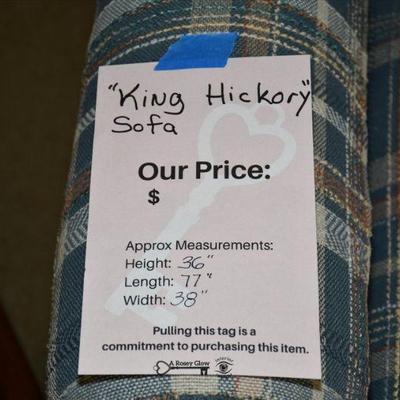 "King Hickory"
Sofa
Our Price:
$
Approx Measurements:
Height: 36"
Length: 77"
Width: 38"
Pulling this tag is a
commitment to purchasing this item.
A Rosey Glow